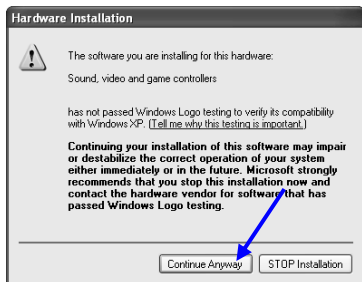 Hardware Installation
The software you are installing for this hardware:
Sound, video and game controllers
has not passed Windows Logo testing to verify its compatibility
with Windows XP. (Tell me why this testing is important.)
Continuing your installation of this software may impair
or destabilize the correct operation of your system
either immediately or in the future. Microsoft strongly
recommends that you stop this installation now and
contact the hardware vendor for software that has
passed Windows Logo testing.
Continue Anyway STOP Installation